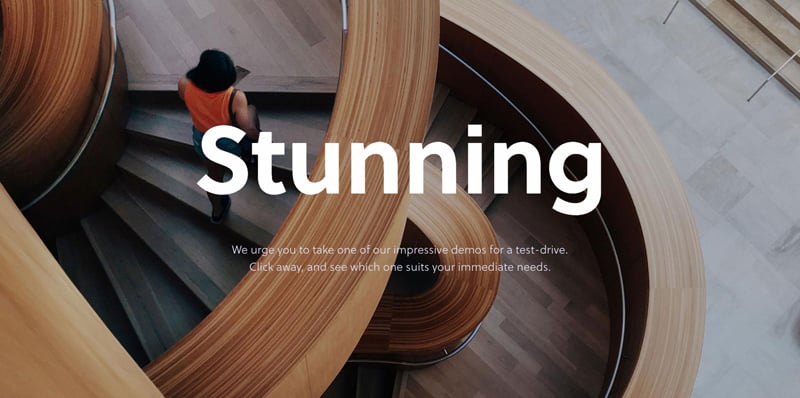 Stunning
We urge you to take one of our impressive demos for a test-drive.
Click away, and see which one suits your immediate needs.